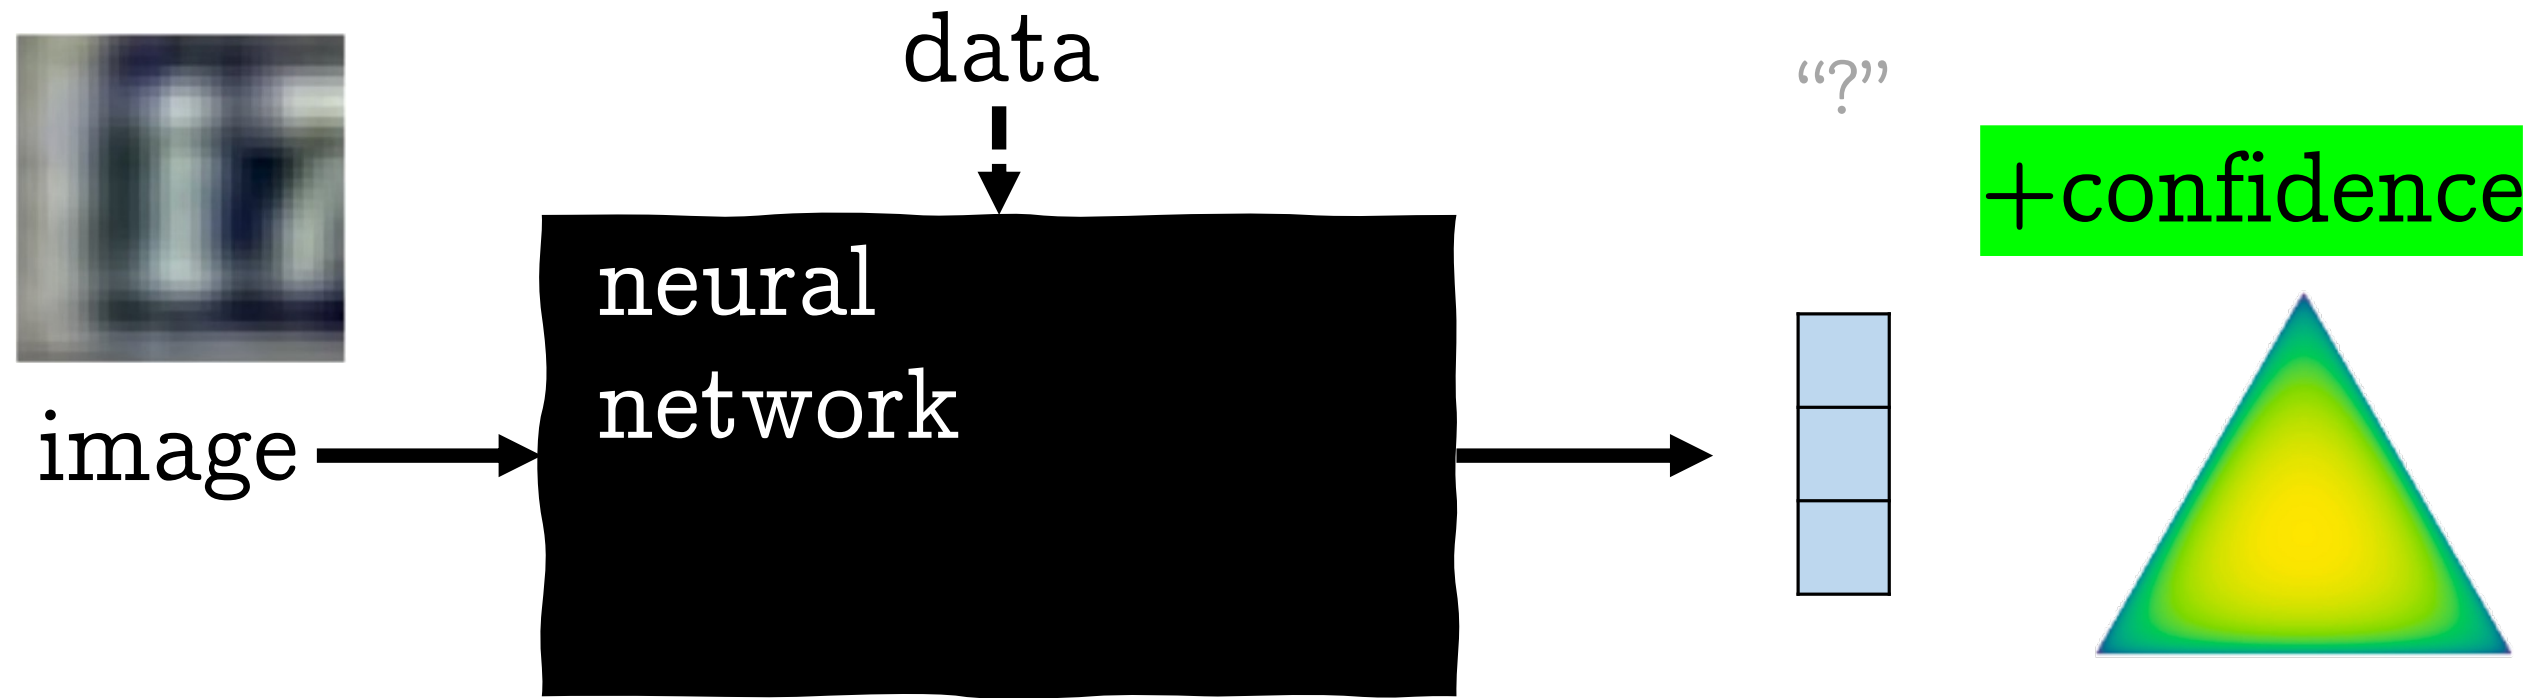 data
“?”
+confidence
neural
network
image